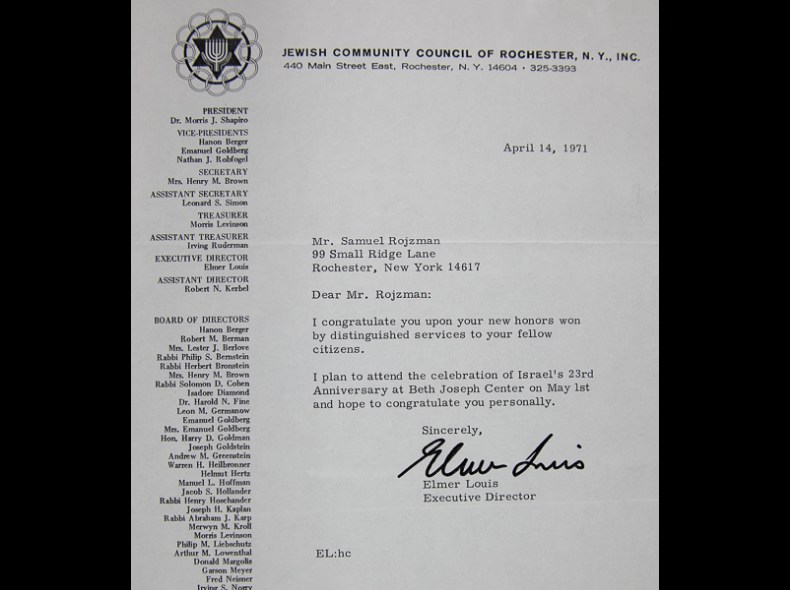 JEWISH COMMUNITY COUNCIL OF ROCHESTER, N. Y., INC.
440 Main Street East, Rochester, N. Y. 14604 · 325-3393
PRESIDENT
Dr. Morris J. Shapiro
VICE-PRESIDENTS
Hanon Berger
Emanuel Goldberg
Nathan J. Robfogel
SECRETARY
Mrs. Henry M. Brown
ASSISTANT SECRETARY
Leonard S. Simon
TREASURER
Morris Levinson
ASSISTANT TREASURER
Irving Ruderman
EXECUTIVE DIRECTOR
Elmer Louis
ASSISTANT DIRECTOR
Robert N. Kerbel
BOARD OF DIRECTORS
Hanon Berger
Robert M. Berman
Mrs. Lester J. Berlove
Rabbi Philip S. Bernstein
Rabbi Herbert Bronstein
Mrs. Henry M. Brown
Rabbi Solomon D. Cohen
Isadore Diamond
Dr. Harold N. Fine
Leon M. Germanow
Emanuel Goldberg
Mrs. Emanuel Goldberg
Hon. Harry D. Goldman
Joseph Goldstein
Andrew M. Greenstein
Warren H. Heilbronner
Helmut Hertz
Manuel L. Hoffman
Jacob S. Hollander
Rabbi Henry Hoschander
Joseph H. Kaplan
Rabbi Abraham J. Karp
Merwyn M. Kroll
Morris Levinson
Philip M. Liebschutz
Arthur M. Lowenthal
Donald Margolis
Garson Meyer
Fred Neisner
Irving S. Norry
April 14, 1971
Mr. Samuel Rojzman
99 Small Ridge Lane
Rochester, New York 14617
Dear Mr. Rojzman:
I congratulate you upon your new honors won
by distinguished services to your fellow
citizens.
I plan to attend the celebration of Israel's 23rd
Anniversary at Beth Joseph Center on May 1st
and hope to congratulate you personally.
Sincerely,
Elmer Louis
Elmer Louis
Executive Director
EL:hc